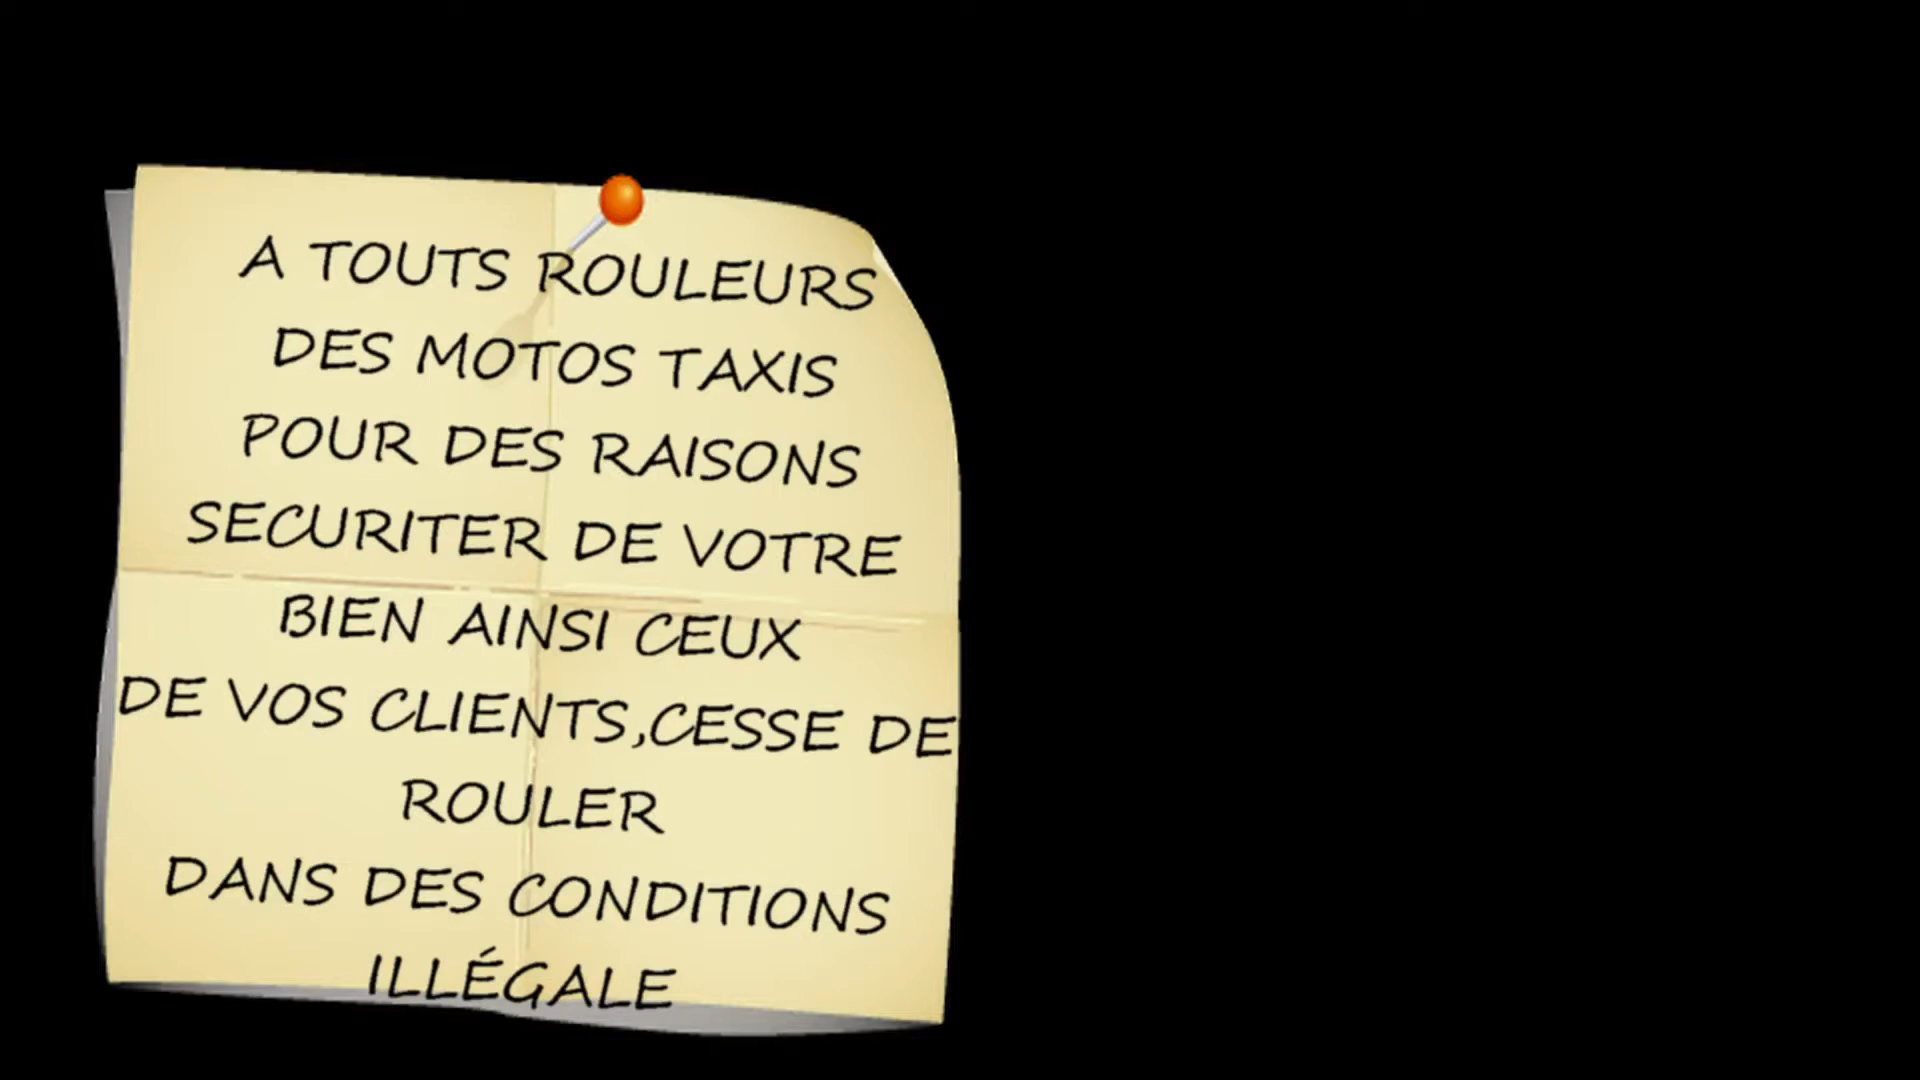 A TOUTS ROULEURS
DES MOTOS TAXIS
POUR DES RAISONS
SECURITER DE VOTRE
BIEN AINSI CEUX
DE VOS CLIENTS,CESSE DE
ROULER
DANS DES CONDITIONS
ILLÉGALE